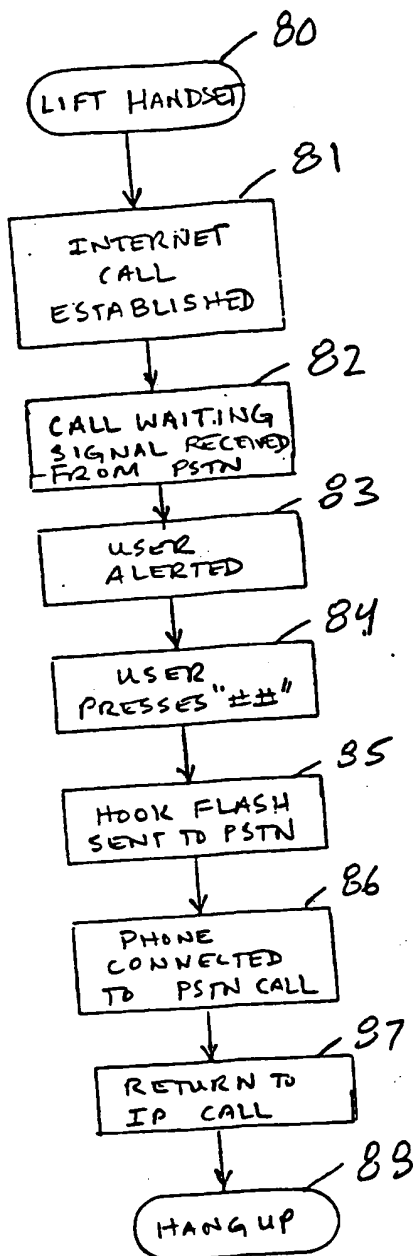 80
LIFT HANDSET
81
INTERNET
CALL
ESTABLISHED
82
CALL WAITING
SIGNAL RECEIVED
FROM PSTN
83
USER
ALERTED
84
USER
PRESSES "##"
85
HOOK FLASH
SENT TO PSTN
86
PHONE
CONNECTED
TO PSTN CALL
87
RETURN TO
IP CALL
88
HANG UP